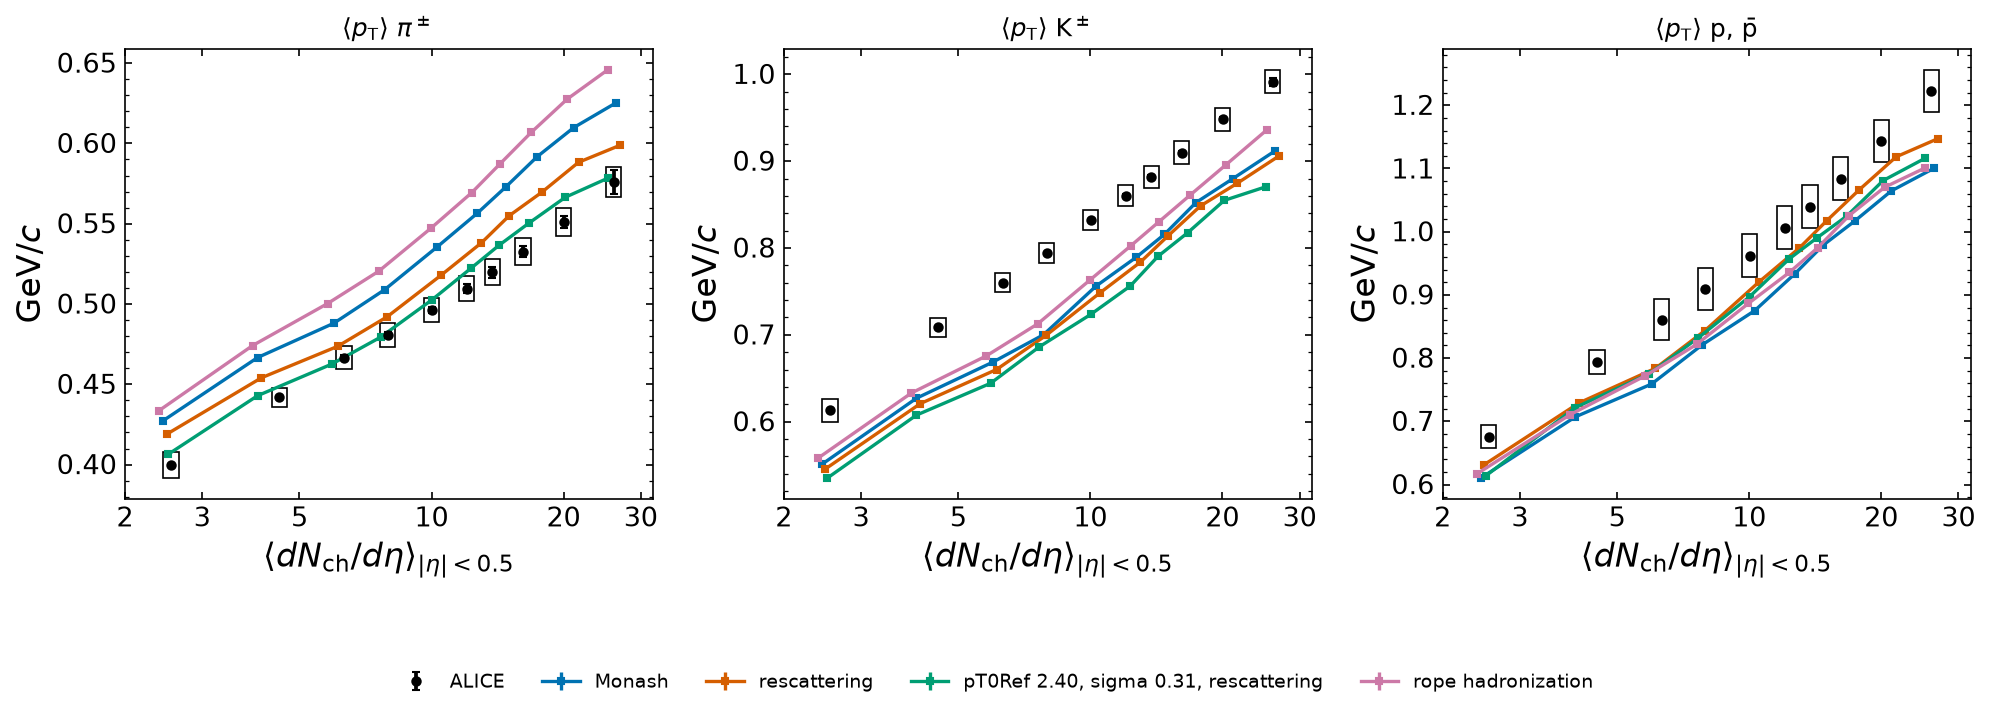 ⟨pT⟩ π±
⟨pT⟩ K±
⟨pT⟩ p, p̄
GeV/c
0.65
0.60
0.55
0.50
0.45
0.40
2 3 5 10 20 30
⟨dNch/dη⟩|η| < 0.5
GeV/c
1.0
0.9
0.8
0.7
0.6
2 3 5 10 20 30
⟨dNch/dη⟩|η| < 0.5
GeV/c
1.2
1.1
1.0
0.9
0.8
0.7
0.6
2 3 5 10 20 30
⟨dNch/dη⟩|η| < 0.5
ALICE Monash rescattering pT0Ref 2.40, sigma 0.31, rescattering rope hadronization